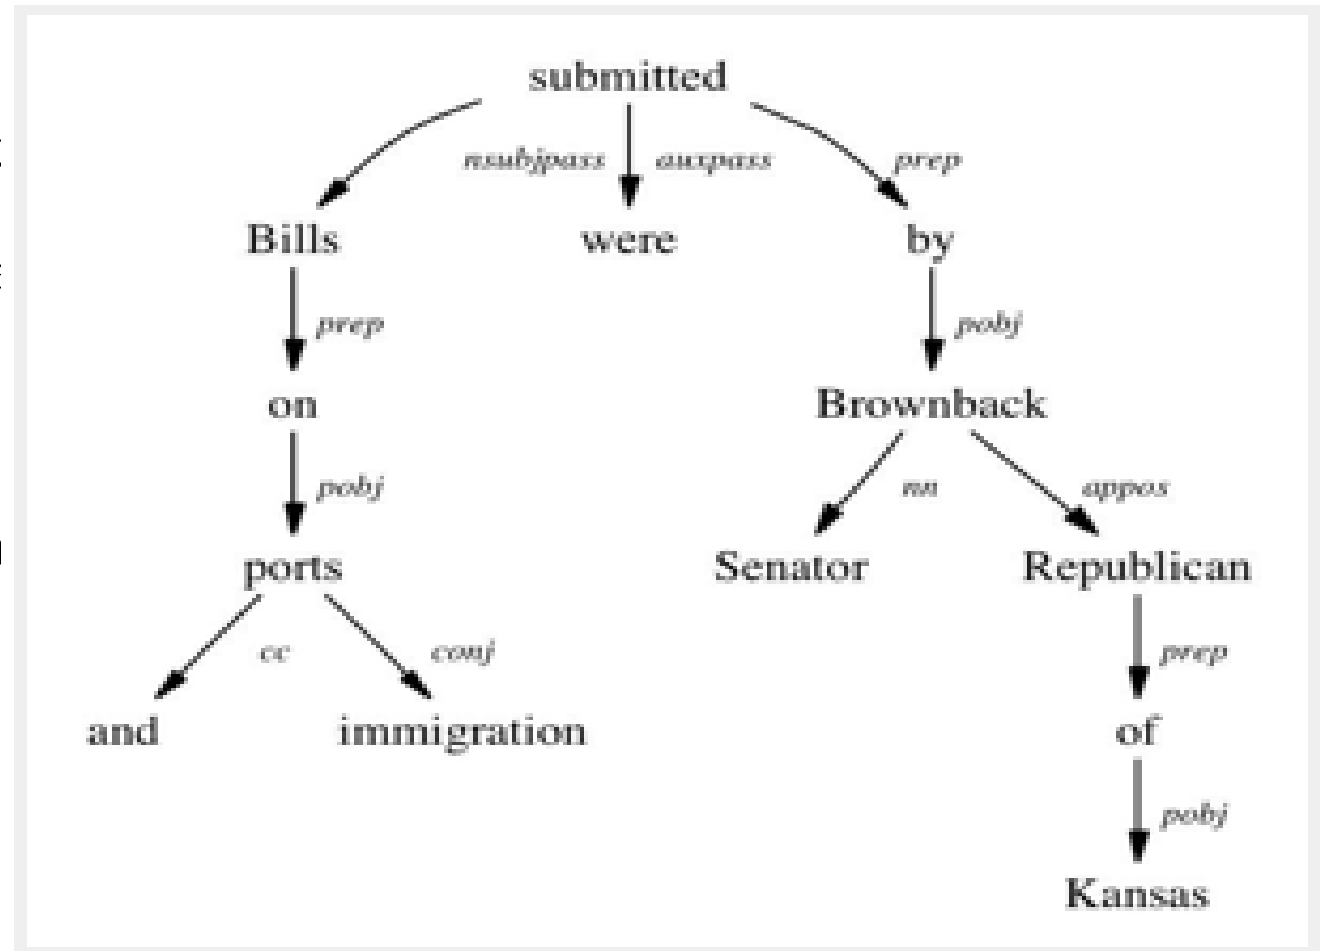 submitted
nsubjpass auxpass prep
Bills were by
prep pobj
on Brownback
pobj nn appos
ports Senator Republican
cc conj prep
and immigration of
pobj
Kansas